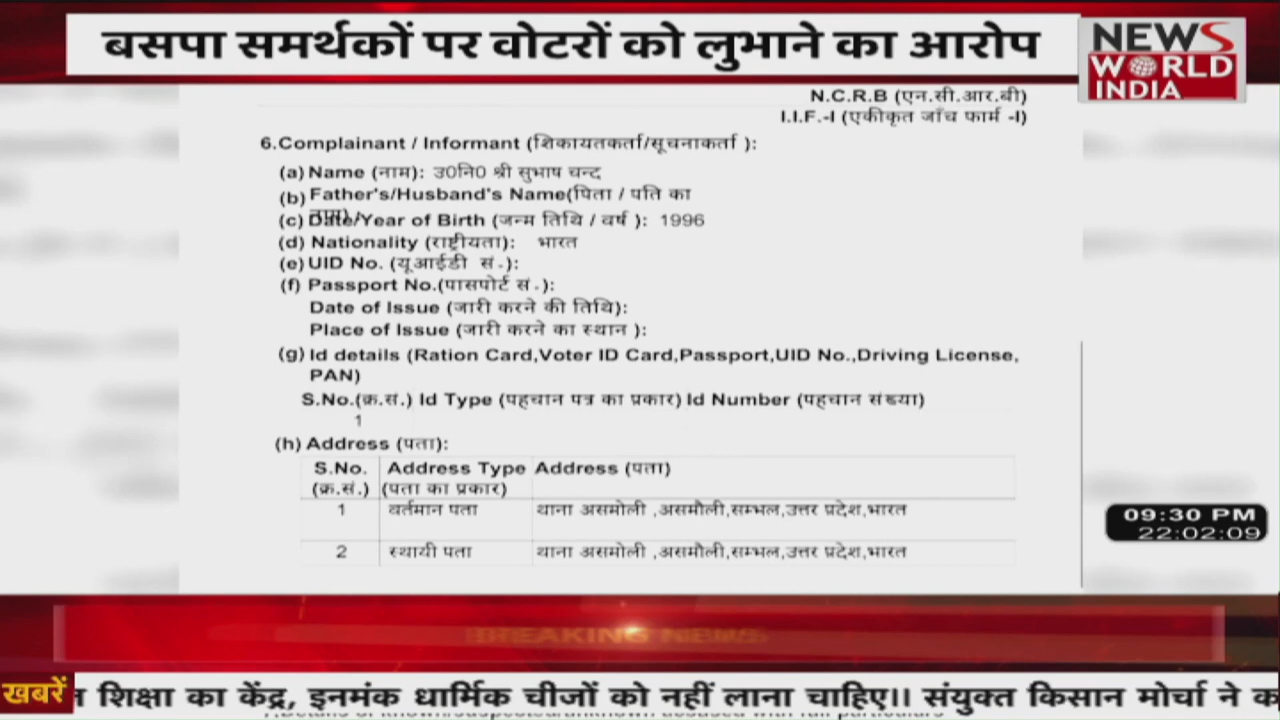 बसपा समर्थकों पर वोटरों को लुभाने का आरोप
NEWS
WORLD
INDIA
N.C.R.B (एन.सी.आर.बी)
I.I.F.-I (एकीकृत जाँच फार्म -I)
6.Complainant / Informant (शिकायतकर्ता/सूचनाकर्ता ):
(a) Name (नाम): उ0नि0 श्री सुभाष चन्द
(b) Father's/Husband's Name(पिता / पति का
नाम)
(c) Date/Year of Birth (जन्म तिथि / वर्ष ): 1996
(d) Nationality (राष्ट्रीयता): भारत
(e) UID No. (यूआईडी सं.):
(f) Passport No.(पासपोर्ट सं.):
Date of Issue (जारी करने की तिथि):
Place of Issue (जारी करने का स्थान ):
(g) Id details (Ration Card,Voter ID Card,Passport,UID No.,Driving License,
PAN)
S.No.(क्र.सं.) Id Type (पहचान पत्र का प्रकार) Id Number (पहचान संख्या)
1
(h) Address (पता):
S.No. Address Type Address (पता)
(क्र.सं.) (पता का प्रकार)
1 वर्तमान पता थाना असमोली ,असमौली,सम्भल,उत्तर प्रदेश,भारत
09:30 PM
22:02:09
2 स्थायी पता थाना असमोली ,असमौली,सम्भल,उत्तर प्रदेश,भारत
BREAKING NEWS
खबरें शिक्षा का केंद्र, इनमंक धार्मिक चीजों को नहीं लाना चाहिए।। संयुक्त किसान मोर्चा ने